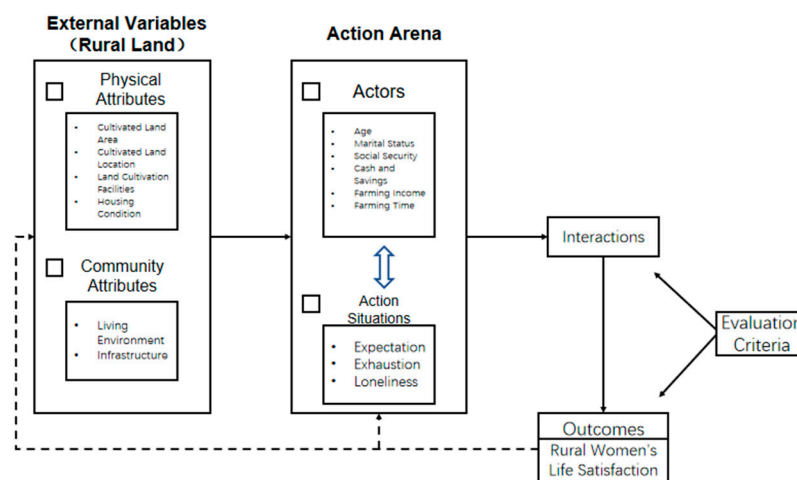 External Variables
(Rural Land)
Physical
Attributes
• Cultivated Land
Area
• Cultivated Land
Location
• Land Cultivation
Facilities
• Housing
Condition
Community
Attributes
• Living
Environment
• Infrastructure
Action Arena
Actors
• Age
• Marital Status
• Social Security
• Cash and
Savings
• Farming Income
• Farming Time
Action
Situations
• Expectation
• Exhaustion
• Loneliness
Interactions
Evaluation
Criteria
Outcomes
Rural Women's
Life Satisfaction